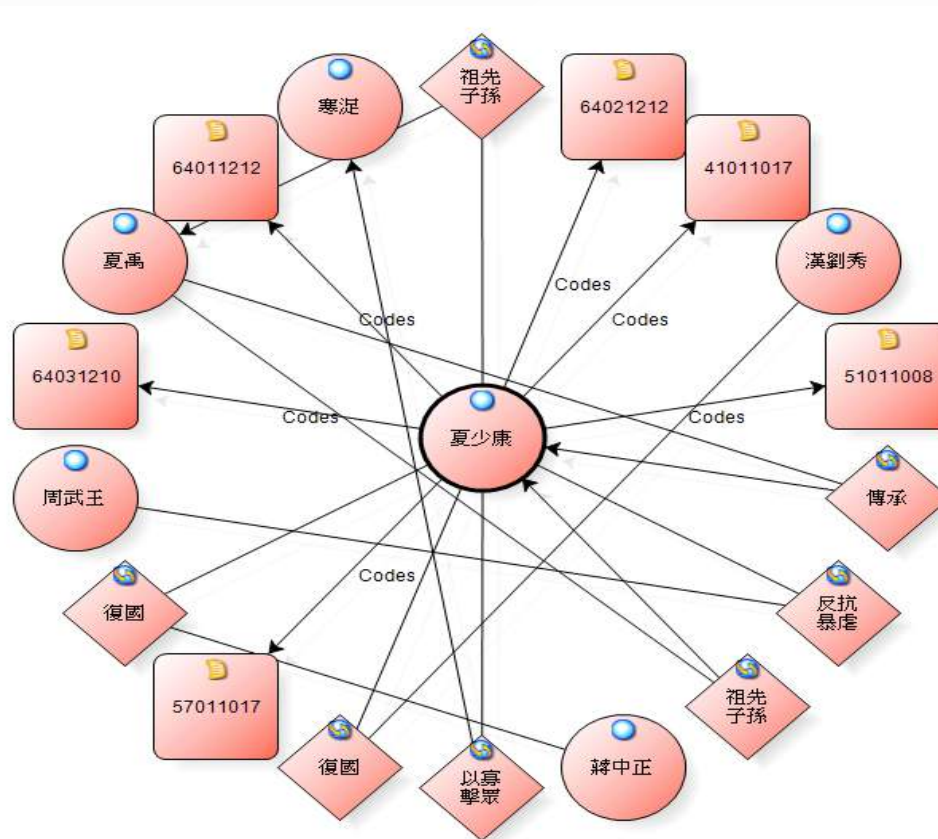 祖先
子孫
寒浞
64021212
64011212
41011017
夏禹
漢劉秀
Codes
Codes
Codes
64031210
51011008
Codes
Codes
夏少康
周武王
傳承
Codes
復國
反抗
暴虐
57011017
祖先
子孫
復國
以寡
擊眾
蔣中正